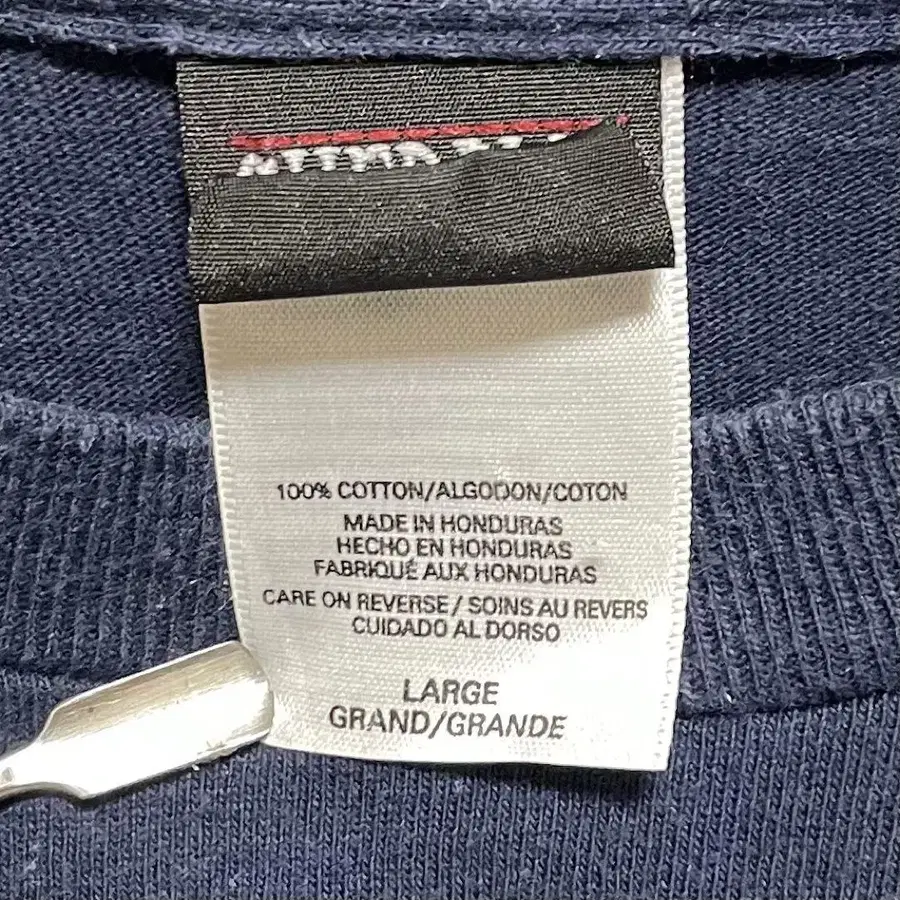 100% COTTON/ALGODON/COTON
MADE IN HONDURAS
HECHO EN HONDURAS
FABRIQUÉ AUX HONDURAS
CARE ON REVERSE / SOINS AU REVERS
CUIDADO AL DORSO
LARGE
GRAND/GRANDE